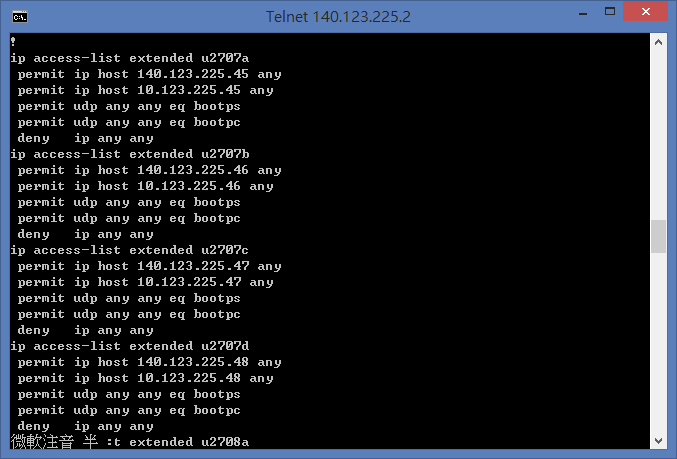 Telnet 140.123.225.2
!
ip access-list extended u2707a
 permit ip host 140.123.225.45 any
 permit ip host 10.123.225.45 any
 permit udp any any eq bootps
 permit udp any any eq bootpc
 deny   ip any any
ip access-list extended u2707b
 permit ip host 140.123.225.46 any
 permit ip host 10.123.225.46 any
 permit udp any any eq bootps
 permit udp any any eq bootpc
 deny   ip any any
ip access-list extended u2707c
 permit ip host 140.123.225.47 any
 permit ip host 10.123.225.47 any
 permit udp any any eq bootps
 permit udp any any eq bootpc
 deny   ip any any
ip access-list extended u2707d
 permit ip host 140.123.225.48 any
 permit ip host 10.123.225.48 any
 permit udp any any eq bootps
 permit udp any any eq bootpc
 deny   ip any any
微軟注音 半 :t extended u2708a